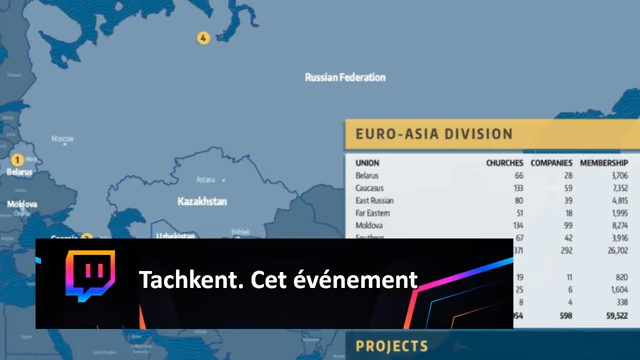 4
Russian Federation
EURO-ASIA DIVISION
Moscow
UNION CHURCHES COMPANIES MEMBERSHIP
1
Belarus 66 28 3,706
Belarus
Caucasus 133 59 7,352
Astana
East Russian 80 39 4,815
Kazakhstan
Far Eastern 51 18 1,995
Moldova
Moldova 134 99 8,274
Southern 67 42 3,916
371 292 26,702
Tachkent. Cet événement
19 11 820
25 6 1,604
8 4 338
598 59,522
PROJECTS